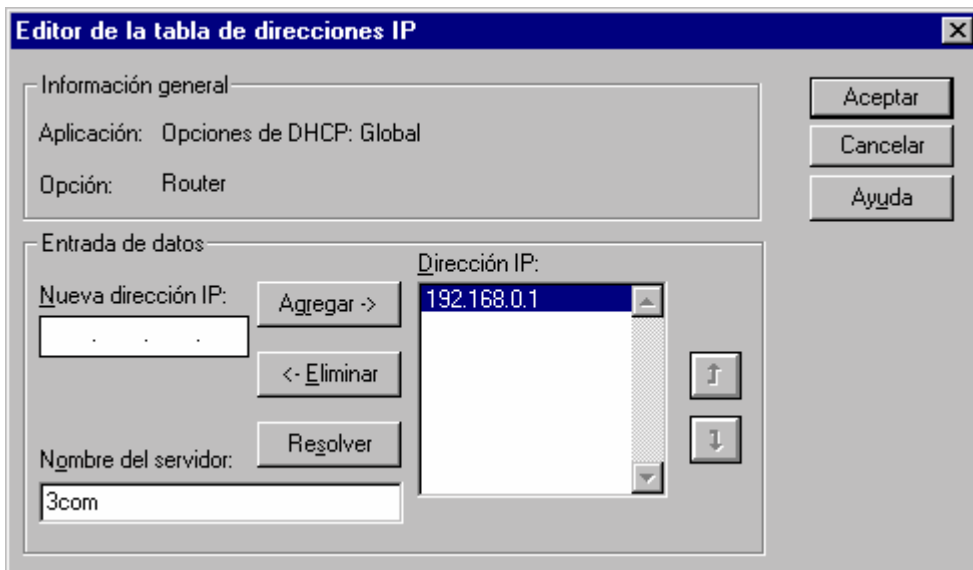 Editor de la tabla de direcciones IP
Información general
Aceptar
Aplicación: Opciones de DHCP: Global
Cancelar
Opción: Router
Ayuda
Entrada de datos
Dirección IP:
Nueva dirección IP:
Agregar ->
192.168.0.1
. . .
<- Eliminar
Resolver
Nombre del servidor:
3com